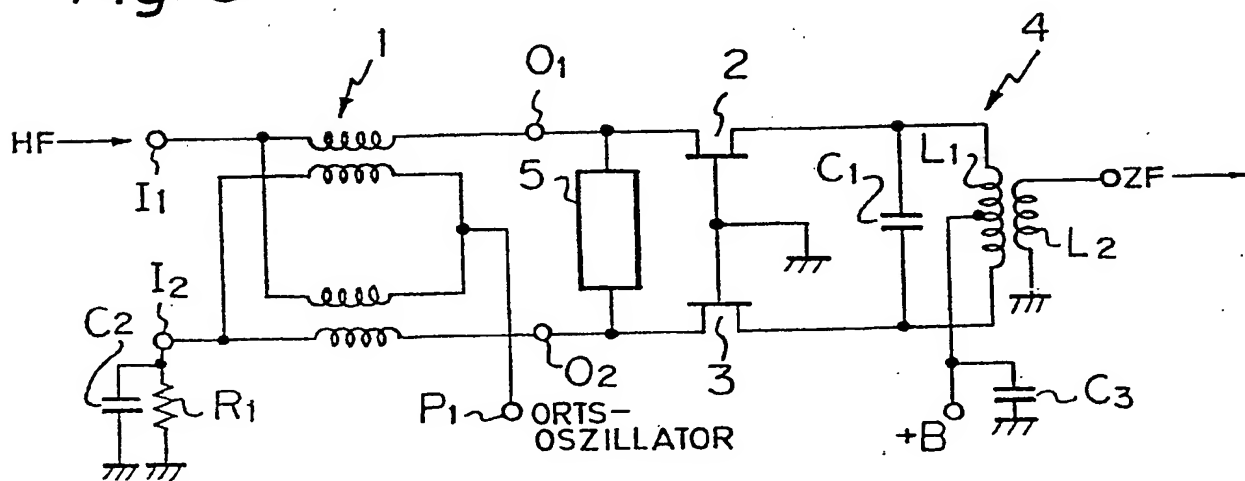 1
O1
2
4
HF
I1
5
C1
L1
ZF
L2
I2
C2
R1
O2
3
P1
ORTS-
OSZILLATOR
+B
C3